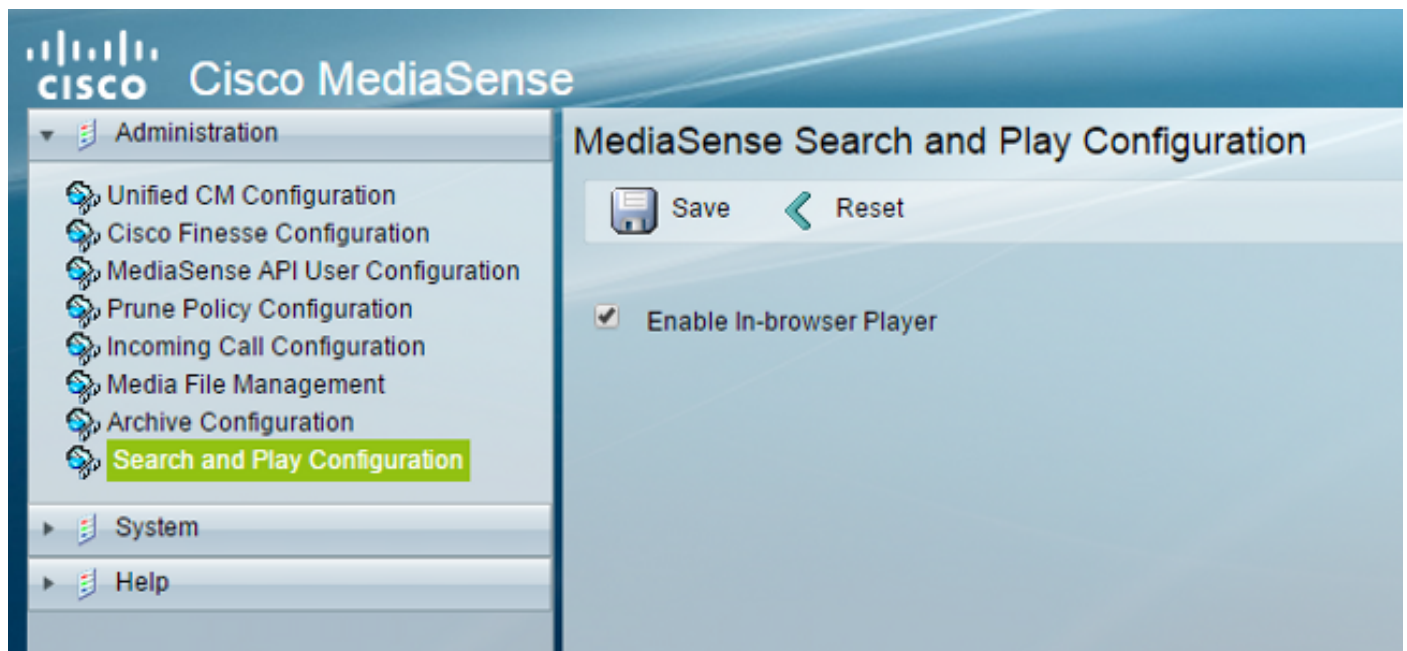 CISCO Cisco MediaSense
Administration
Unified CM Configuration
Cisco Finesse Configuration
MediaSense API User Configuration
Prune Policy Configuration
Incoming Call Configuration
Media File Management
Archive Configuration
Search and Play Configuration
System
Help
MediaSense Search and Play Configuration
Save Reset
Enable In-browser Player